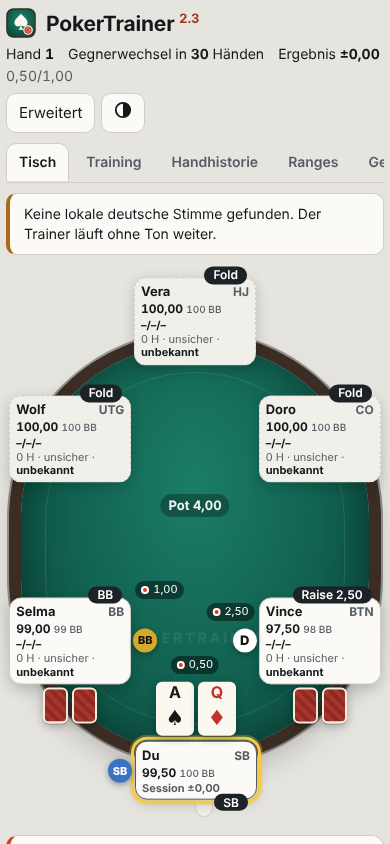 PokerTrainer 2.3
Hand 1 Gegnerwechsel in 30 Händen Ergebnis ±0,00
0,50/1,00
Erweitert
Tisch Training Handhistorie Ranges Ge
Keine lokale deutsche Stimme gefunden. Der
Trainer läuft ohne Ton weiter.
Fold
Vera HJ
100,00 100 BB
–/–/–
0 H · unsicher ·
unbekannt
Fold
Wolf UTG
100,00 100 BB
–/–/–
0 H · unsicher ·
unbekannt
Fold
Doro CO
100,00 100 BB
–/–/–
0 H · unsicher ·
unbekannt
Pot 4,00
1,00
BB
Selma BB
99,00 99 BB
–/–/–
0 H · unsicher ·
unbekannt
BB
2,50
Raise 2,50
Vince BTN
97,50 98 BB
–/–/–
0 H · unsicher ·
unbekannt
D
0,50
A Q
Du SB
99,50 100 BB
Session ±0,00
SB
SB